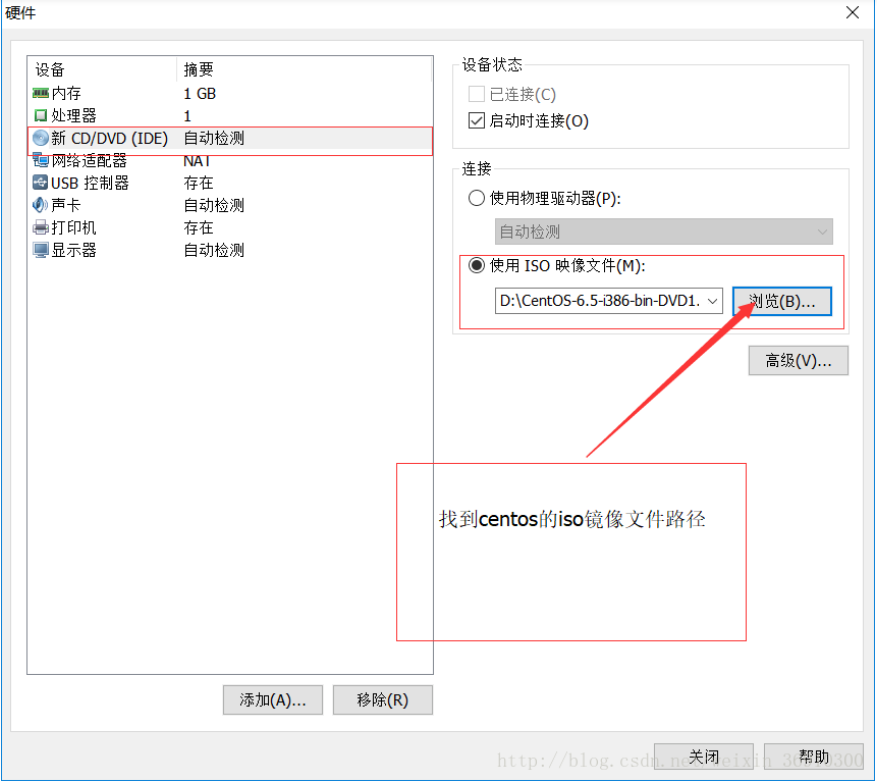 硬件
设备 摘要
内存 1 GB
处理器 1
新 CD/DVD (IDE) 自动检测
网络适配器 NAT
USB 控制器 存在
声卡 自动检测
打印机 存在
显示器 自动检测
添加(A)... 移除(R)
设备状态
已连接(C)
启动时连接(O)
连接
使用物理驱动器(P):
自动检测
使用 ISO 映像文件(M):
D:\CentOS-6.5-i386-bin-DVD1. 浏览(B)...
高级(V)...
找到centos的iso镜像文件路径
关闭 帮助
http://blog.csdn.net